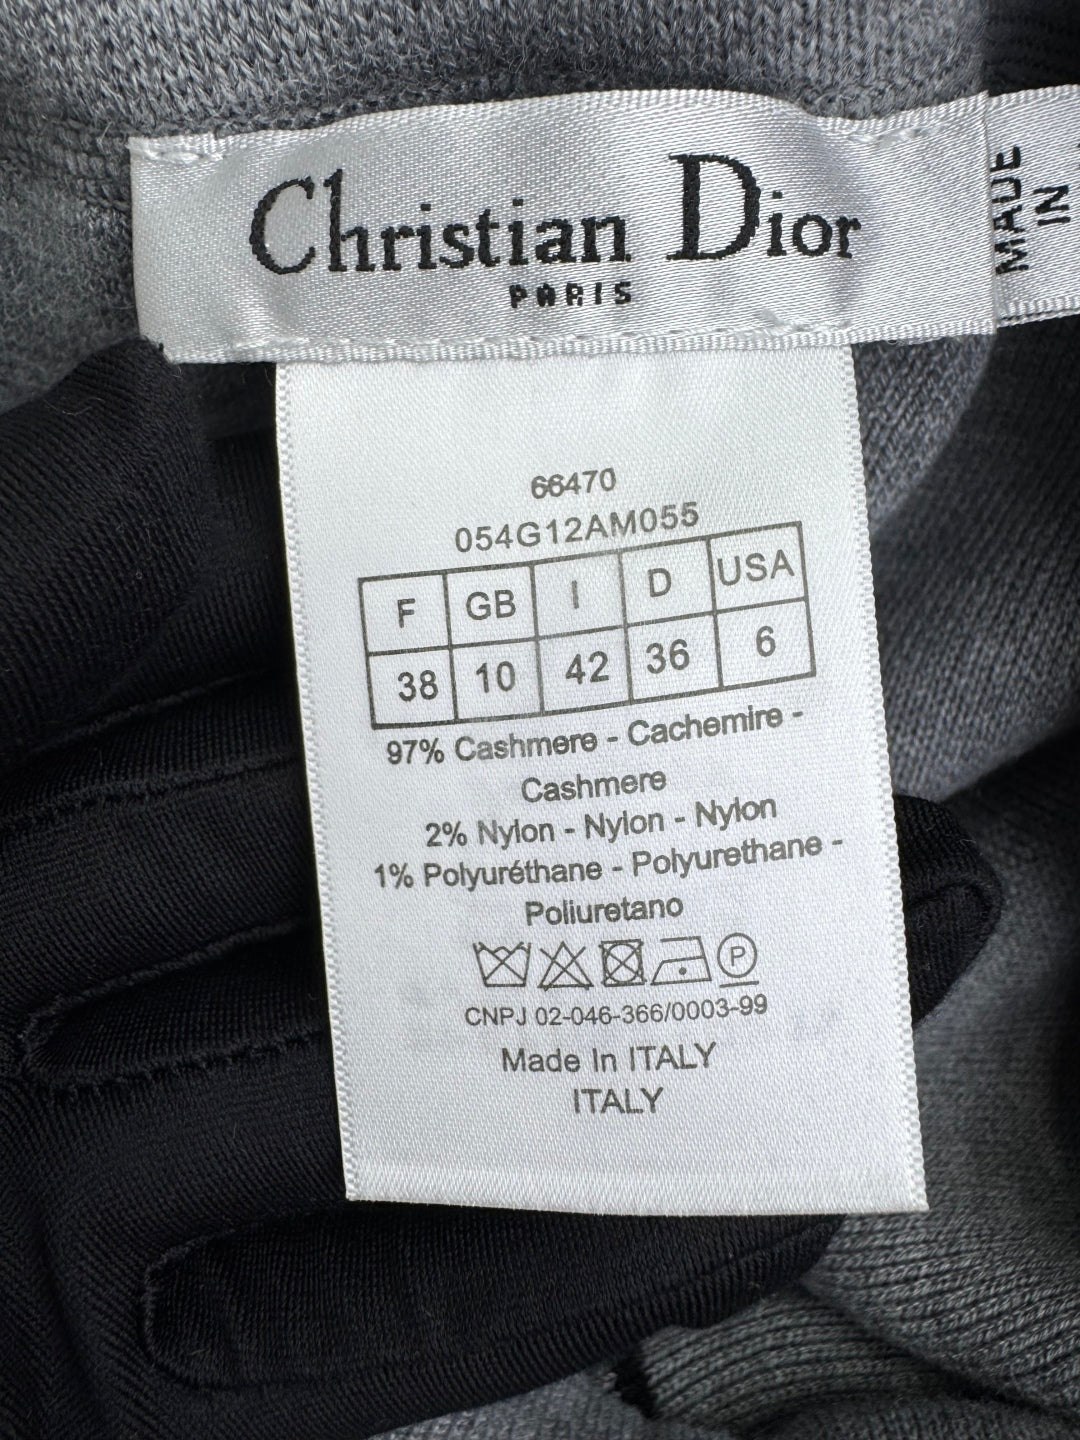 Christian Dior
PARIS
MADE
IN
66470
054G12AM055
F GB I D USA
38 10 42 36 6
97% Cashmere - Cachemire -
Cashmere
2% Nylon - Nylon - Nylon
1% Polyuréthane - Polyurethane -
Poliuretano
P
CNPJ 02-046-366/0003-99
Made In ITALY
ITALY